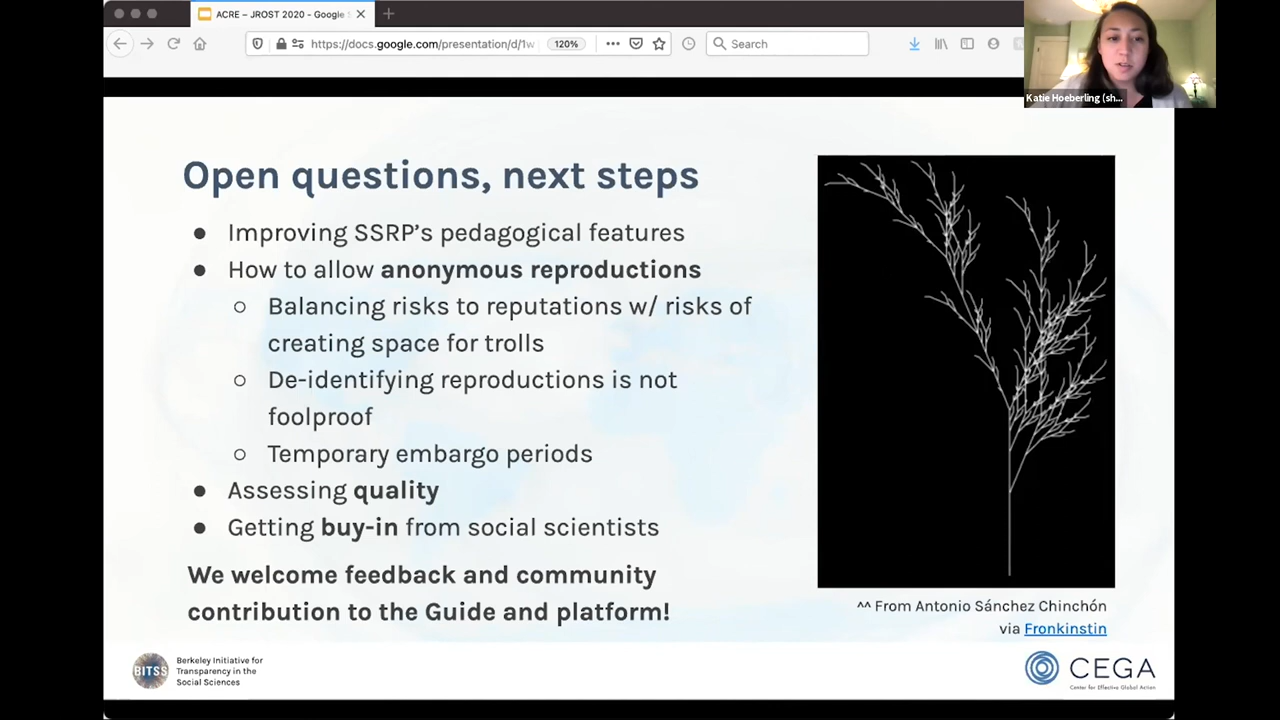 ACRE – JROST 2020 - Google S
https://docs.google.com/presentation/d/1w
120%
Search
Katie Hoeberling (sh...
Open questions, next steps
● Improving SSRP's pedagogical features
● How to allow anonymous reproductions
○ Balancing risks to reputations w/ risks of
creating space for trolls
○ De-identifying reproductions is not
foolproof
○ Temporary embargo periods
● Assessing quality
● Getting buy-in from social scientists
We welcome feedback and community
contribution to the Guide and platform!
^^ From Antonio Sánchez Chinchón
via Fronkinstin
BITSS
Berkeley Initiative for
Transparency in the
Social Sciences
CEGA
Center for Effective Global Action